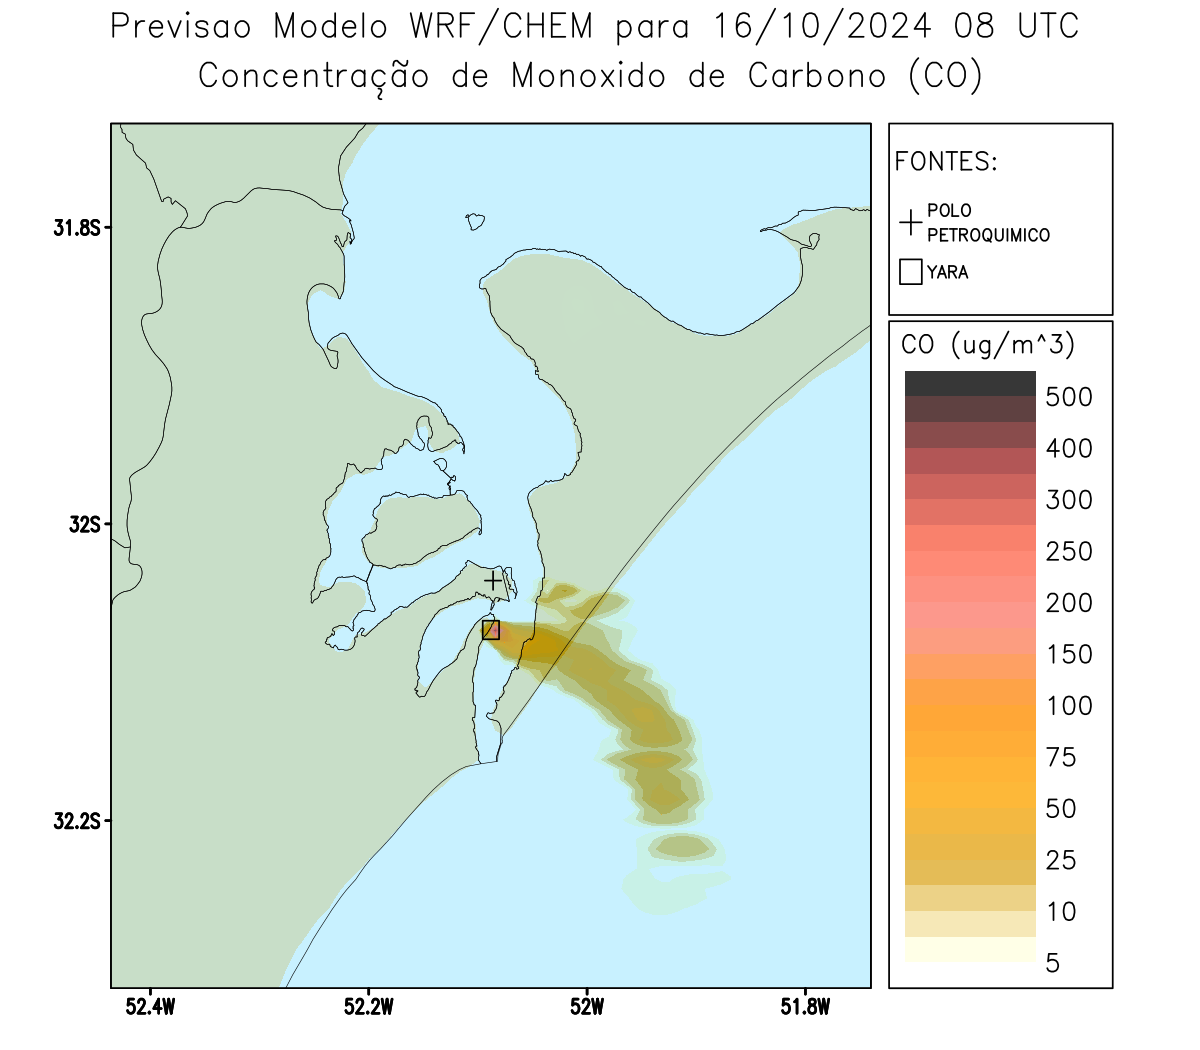 Previsao Modelo WRF/CHEM para 16/10/2024 08 UTC
Concentração de Monoxido de Carbono (CO)
FONTES:
POLO
PETROQUIMICO
YARA
CO (ug/m^3)
500
400
300
250
200
150
100
75
50
25
10
5
31.8S
32S
32.2S
52.4W
52.2W
52W
51.8W